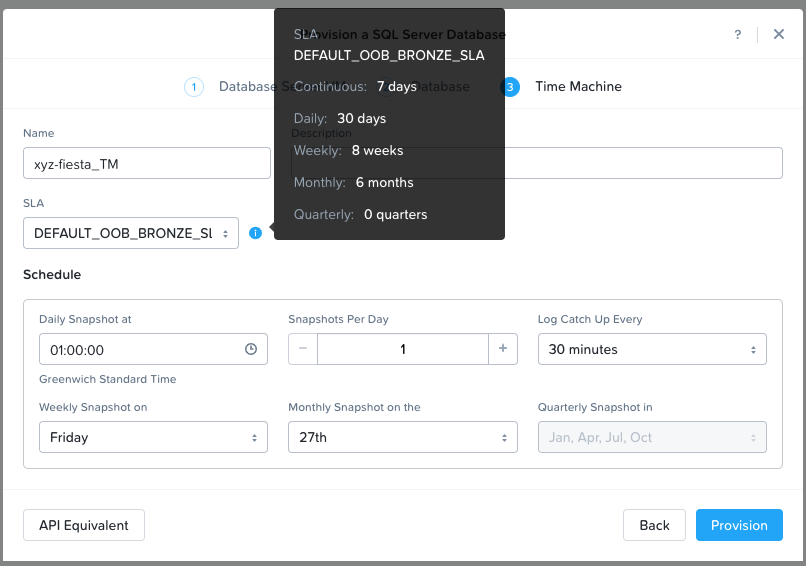 Provision a SQL Server Database
?
SLA
DEFAULT_OOB_BRONZE_SLA
Continuous: 7 days
Daily: 30 days
Weekly: 8 weeks
Monthly: 6 months
Quarterly: 0 quarters
1 Database Server VM
Database
3 Time Machine
Name
Description
xyz-fiesta_TM
SLA
DEFAULT_OOB_BRONZE_SL
i
Schedule
Daily Snapshot at
Snapshots Per Day
Log Catch Up Every
01:00:00
− 1 +
30 minutes
Greenwich Standard Time
Weekly Snapshot on
Monthly Snapshot on the
Quarterly Snapshot in
Friday
27th
Jan, Apr, Jul, Oct
API Equivalent
Back
Provision